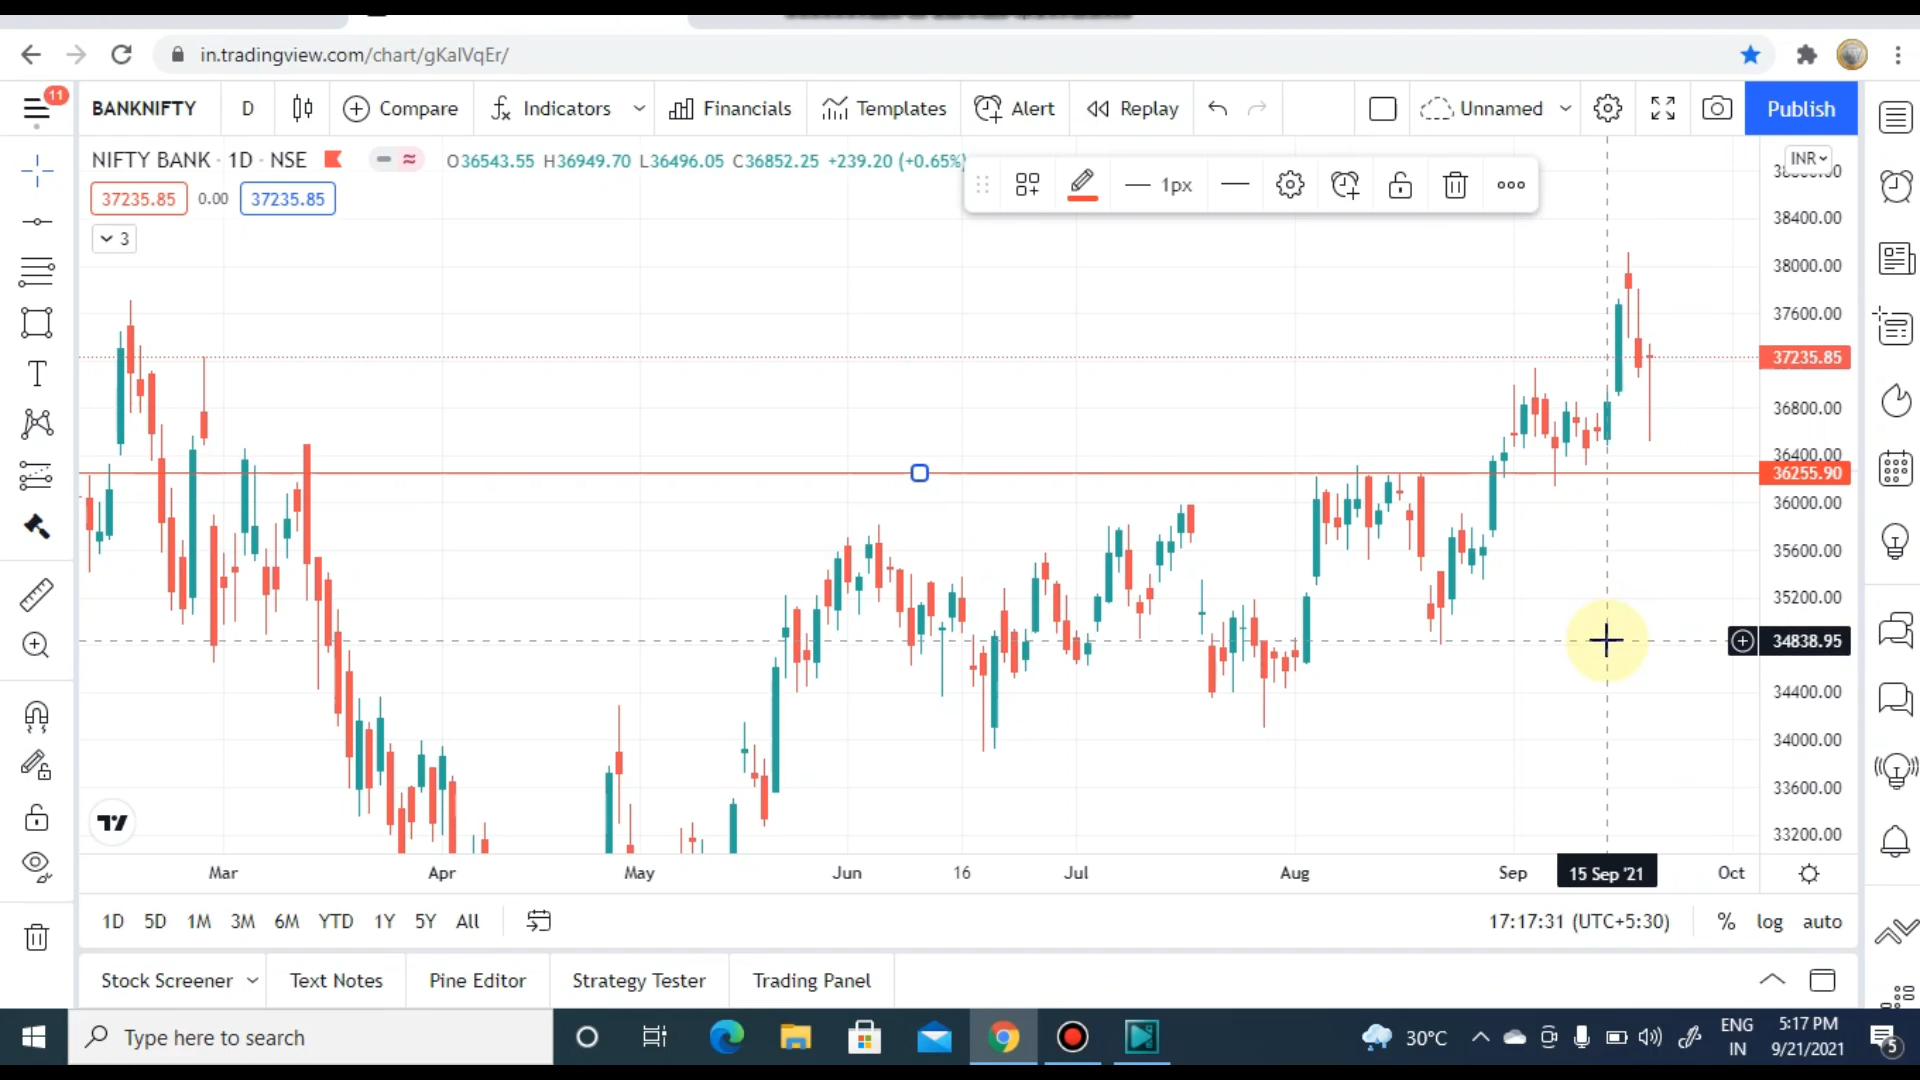 in.tradingview.com/chart/gKalVqEr/
11
BANKNIFTY D Compare Indicators Financials Templates Alert Replay Unnamed Publish
NIFTY BANK · 1D · NSE O36543.55 H36949.70 L36496.05 C36852.25 +239.20 (+0.65%)
1px
INR
37235.85 0.00 37235.85
3
38400.00
38000.00
37600.00
37235.85
36800.00
36400.00
36255.90
36000.00
35600.00
35200.00
34838.95
34400.00
34000.00
33600.00
33200.00
Mar Apr May Jun 16 Jul Aug Sep 15 Sep '21 Oct
1D 5D 1M 3M 6M YTD 1Y 5Y All 17:17:31 (UTC+5:30) % log auto
Stock Screener Text Notes Pine Editor Strategy Tester Trading Panel
Type here to search
30°C
ENG
IN
5:17 PM
9/21/2021
5